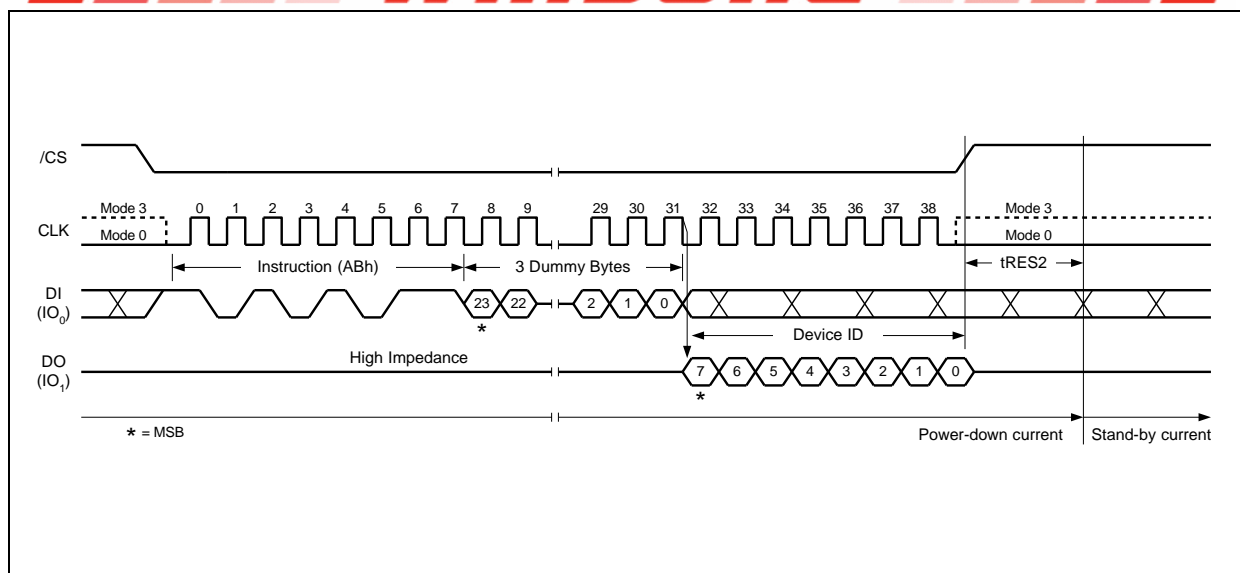 /CS
Mode 3 0 1 2 3 4 5 6 7 8 9 29 30 31 32 33 34 35 36 37 38 Mode 3
CLK
Mode 0 Mode 0
Instruction (ABh) 3 Dummy Bytes tRES2
DI
(IO0)
23 22 2 1 0
*
Device ID
High Impedance
DO
(IO1)
7 6 5 4 3 2 1 0
*
* = MSB
Power-down current Stand-by current